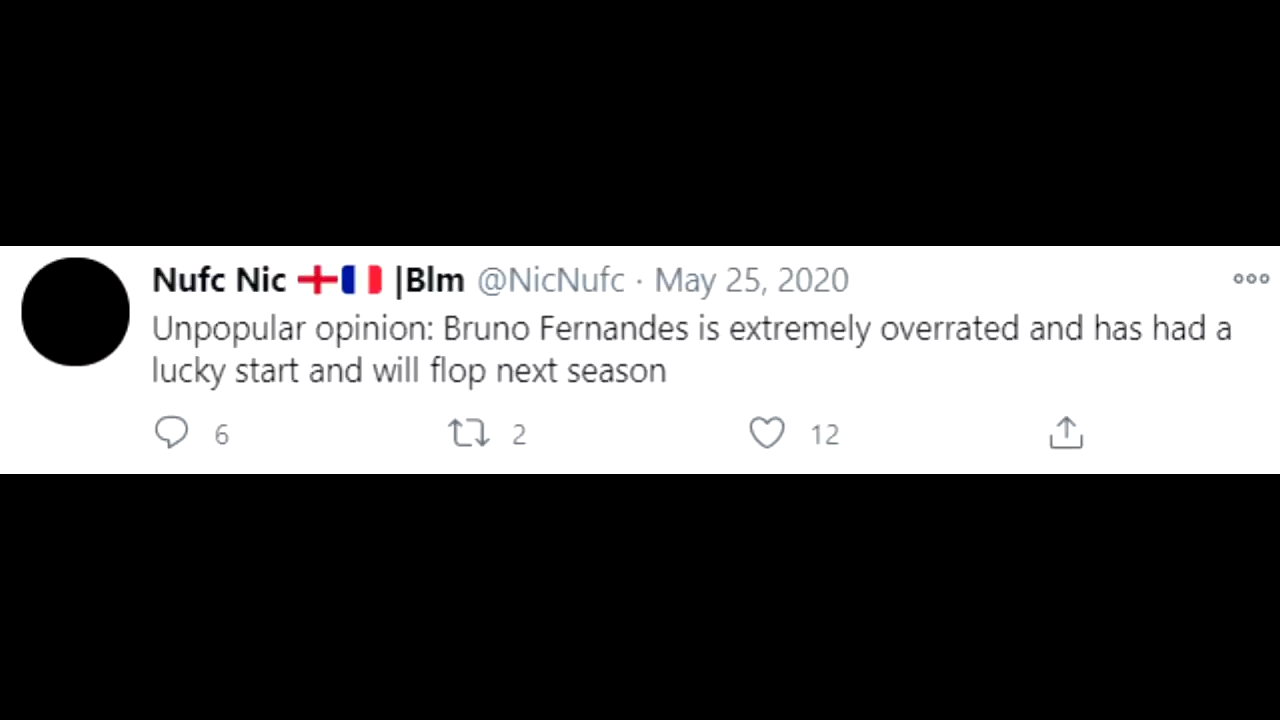 Nufc Nic 🏴󠁧󠁢󠁥󠁮󠁧󠁿🇫🇷 |Blm @NicNufc · May 25, 2020
Unpopular opinion: Bruno Fernandes is extremely overrated and has had a
lucky start and will flop next season
6 2 12